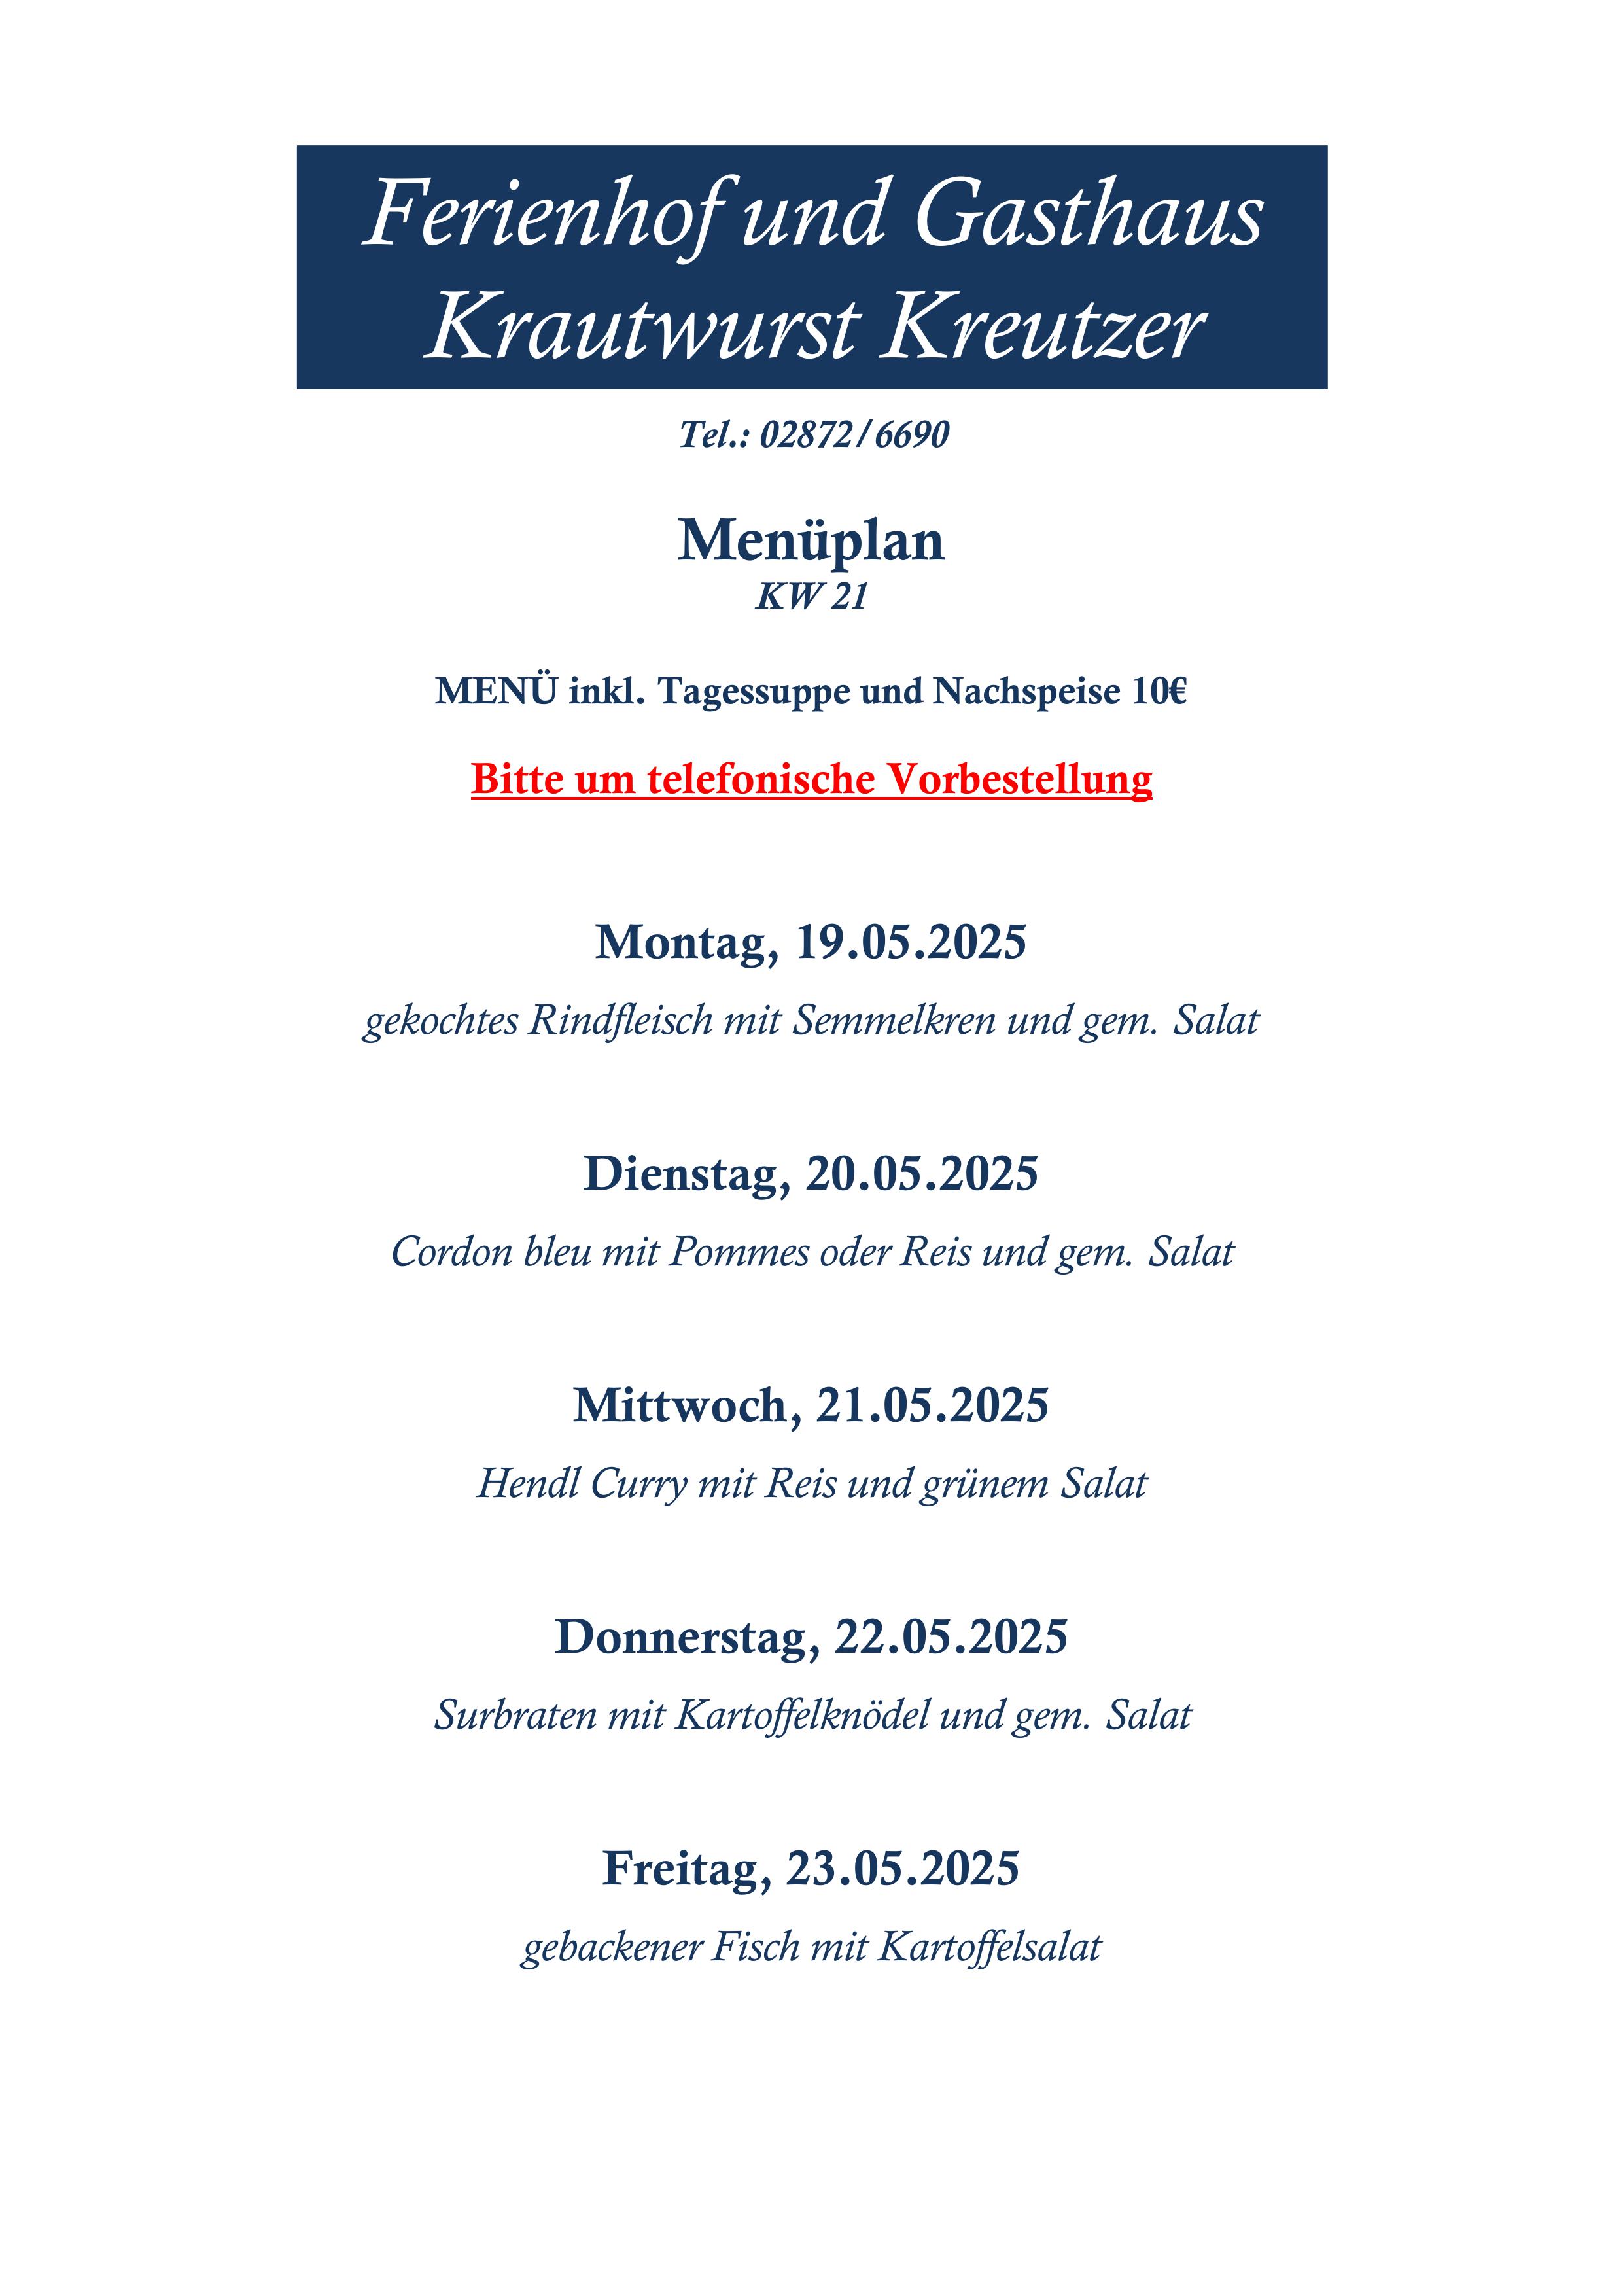 Ferienhof und Gasthaus
Krautwurst Kreutzer
Tel.: 02872/6690
Menüplan
KW 21
MENÜ inkl. Tagessuppe und Nachspeise 10€
Bitte um telefonische Vorbestellung
Montag, 19.05.2025
gekochtes Rindfleisch mit Semmelkren und gem. Salat
Dienstag, 20.05.2025
Cordon bleu mit Pommes oder Reis und gem. Salat
Mittwoch, 21.05.2025
Hendl Curry mit Reis und grünem Salat
Donnerstag, 22.05.2025
Surbraten mit Kartoffelknödel und gem. Salat
Freitag, 23.05.2025
gebackener Fisch mit Kartoffelsalat